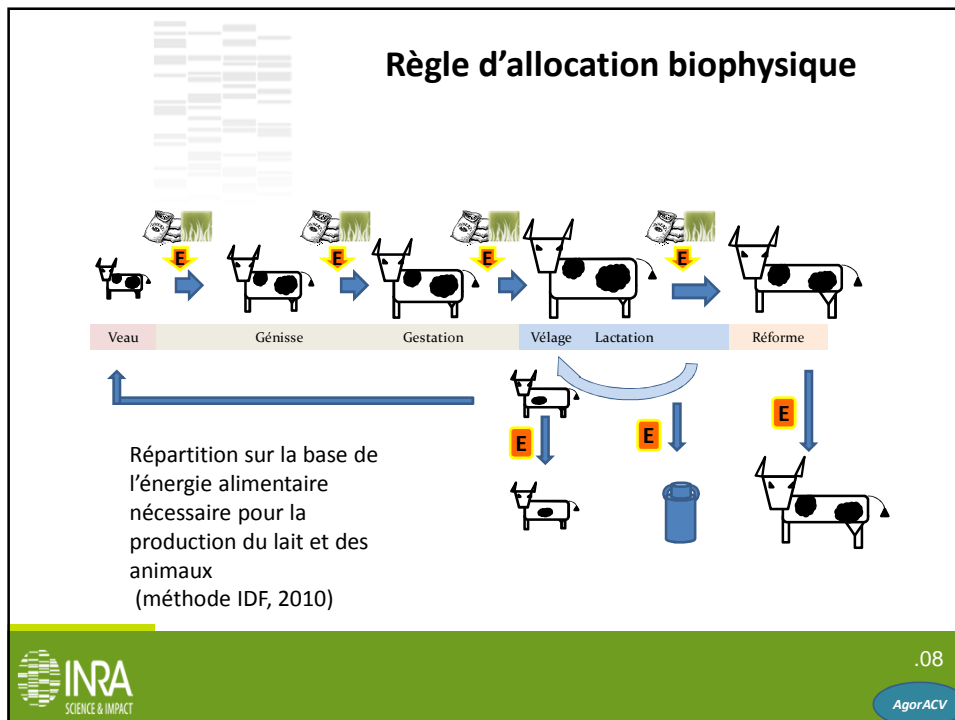 Règle d'allocation biophysique
E E E E
Veau Génisse Gestation Vélage Lactation Réforme
E E E
Répartition sur la base de
l'énergie alimentaire
nécessaire pour la
production du lait et des
animaux
(méthode IDF, 2010)
INRA
SCIENCE & IMPACT
.08
AgorACV